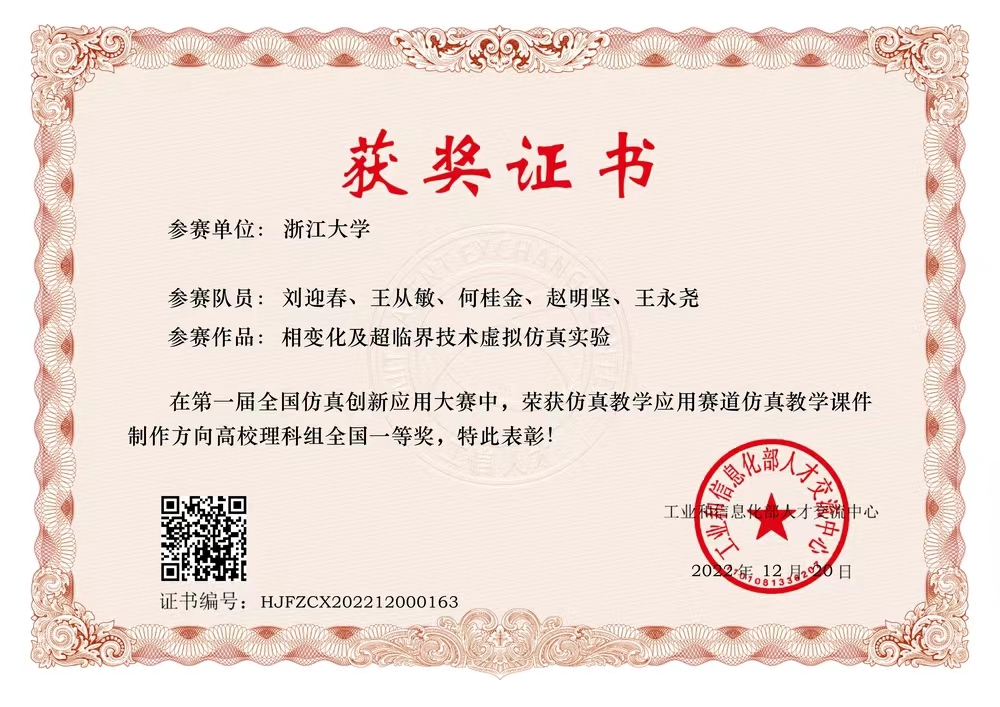 获奖证书
参赛单位： 浙江大学
参赛队员： 刘迎春、王从敏、何桂金、赵明坚、王永尧
参赛作品： 相变化及超临界技术虚拟仿真实验
在第一届全国仿真创新应用大赛中，荣获仿真教学应用赛道仿真教学课件
制作方向高校理科组全国一等奖，特此表彰！
工业和信息化部人才交流中心
工业和信息化部人才交流中心
2022年 12 月 20日
证书编号：HJFZCX202212000163